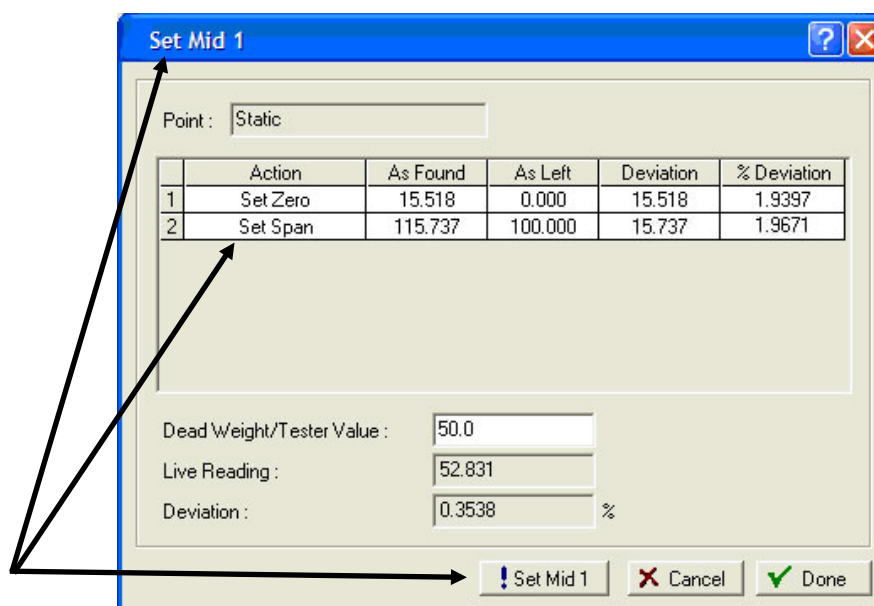 Set Mid 1
Point : Static
Action As Found As Left Deviation % Deviation
1 Set Zero 15.518 0.000 15.518 1.9397
2 Set Span 115.737 100.000 15.737 1.9671
Dead Weight/Tester Value : 50.0
Live Reading : 52.831
Deviation : 0.3538 %
! Set Mid 1 Cancel Done